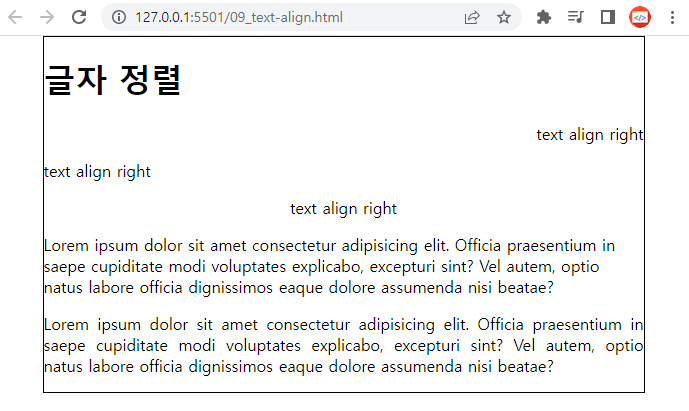 127.0.0.1:5501/09_text-align.html
글자 정렬
text align right
text align right
text align right
Lorem ipsum dolor sit amet consectetur adipisicing elit. Officia praesentium in
saepe cupiditate modi voluptates explicabo, excepturi sint? Vel autem, optio
natus labore officia dignissimos eaque dolore assumenda nisi beatae?
Lorem ipsum dolor sit amet consectetur adipisicing elit. Officia praesentium in
saepe cupiditate modi voluptates explicabo, excepturi sint? Vel autem, optio
natus labore officia dignissimos eaque dolore assumenda nisi beatae?